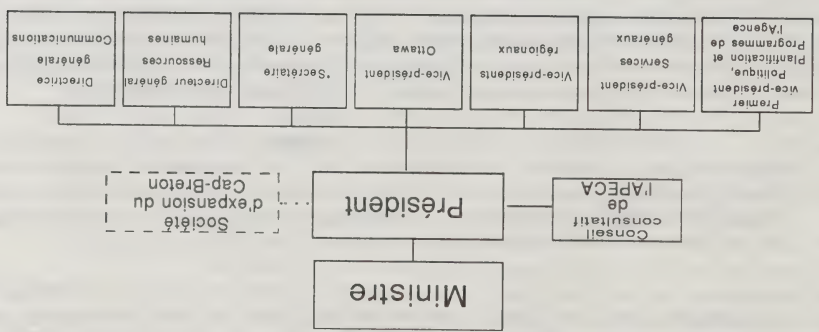 Ministre
Conseil
consultatif
de
l'APECA
Président
Société
d'expansion du
Cap-Breton
Premier
vice-président
Politique,
Planification et
Programmes de
l'Agence
Vice-président
Services
généraux
Vice-présidents
régionaux
Vice-président
Ottawa
*Secrétaire
générale
Directeur général
Ressources
humaines
Directrice
générale
Communications